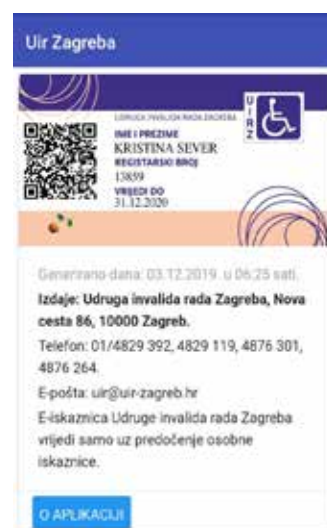 Uir Zagreba
UDRUGA INVALIDA RADA ZAGREBA
UIRZ
IME I PREZIME
KRISTINA SEVER
REGISTARSKI BROJ
13859
VRIJEDI DO
31.12.2020
Generirano dana: 03.12.2019. u 06:25 sati.
Izdaje: Udruga invalida rada Zagreba, Nova
cesta 86, 10000 Zagreb.
Telefon: 01/4829 392, 4829 119, 4876 301,
4876 264.
E-pošta: uir@uir-zagreb.hr
E-iskaznica Udruge invalida rada Zagreba
vrijedi samo uz predočenje osobne
iskaznice.
O APLIKACIJI